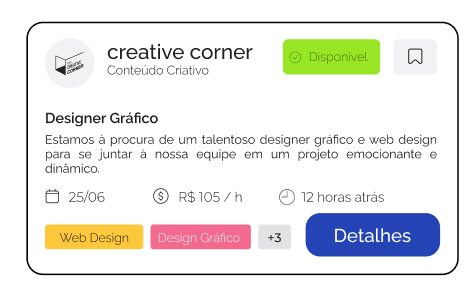 creative corner
Disponível
Conteúdo Criativo
Designer Gráfico
Estamos à procura de um talentoso designer gráfico e web design
para se juntar à nossa equipe em um projeto emocionante e
dinâmico.
25/06
R$ 105 / h
12 horas atrás
Web Design
Design Gráfico
+3
Detalhes